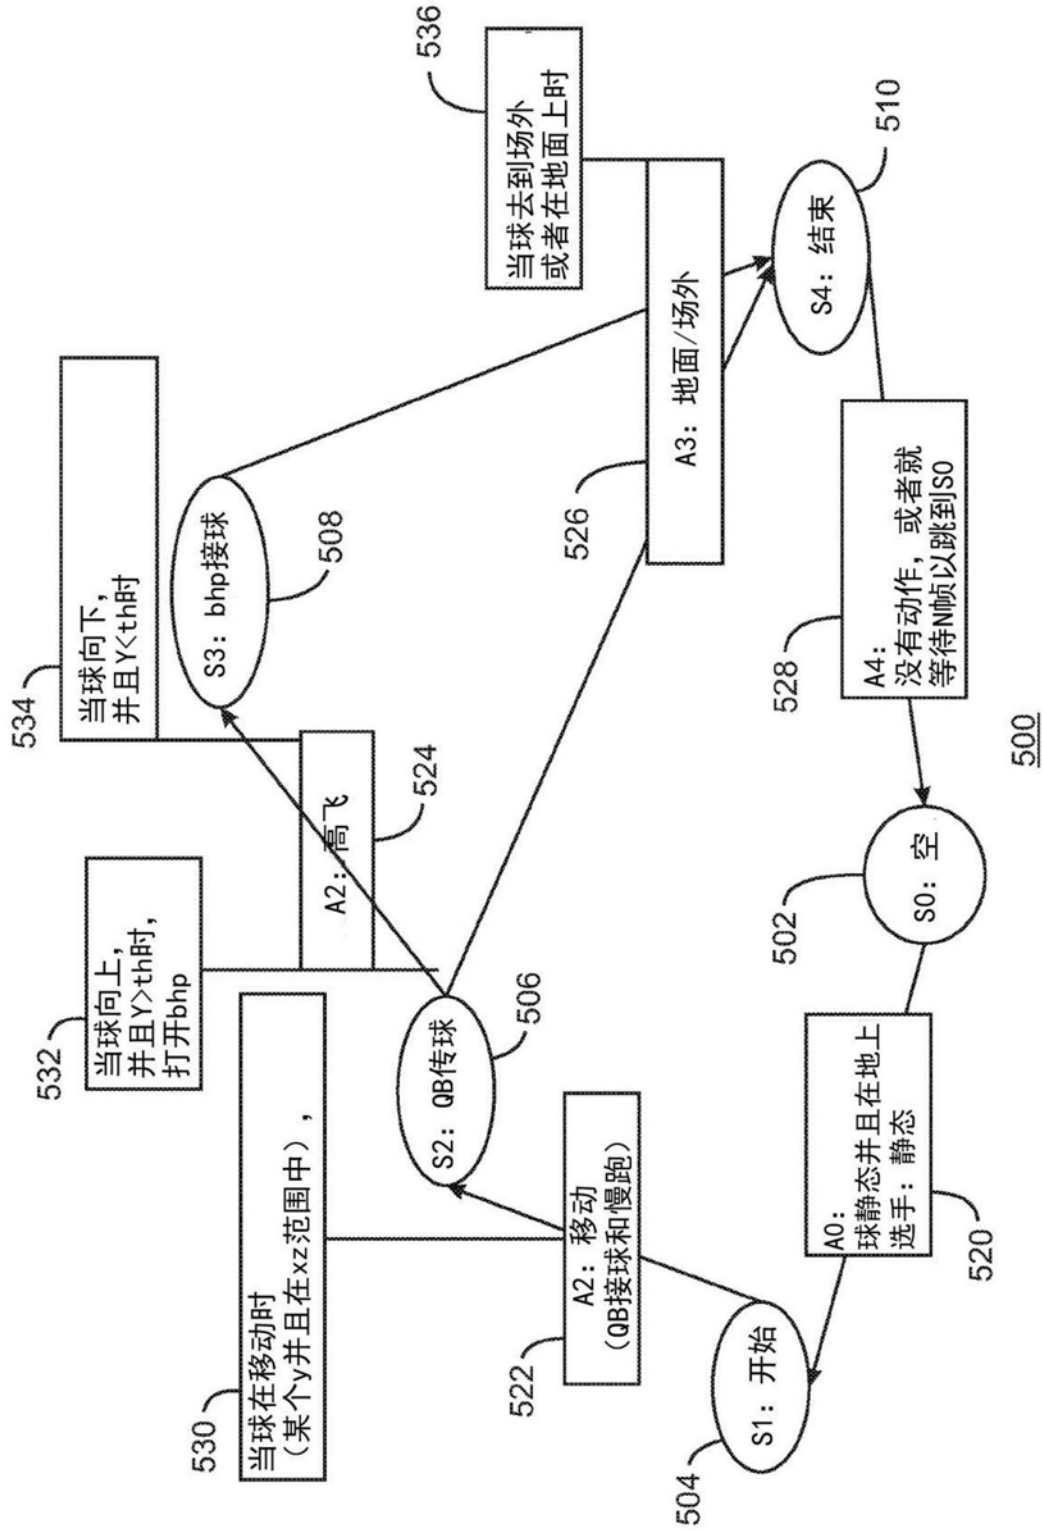 534
当球向下，
并且Y<th时
536
当球去到场外
或者在地面上时
532
当球向上，
并且Y>th时，
打开bhp
530
当球在移动时
（某个y并且在xz范围中），
S3：bhp接球
508
A2：高飞
524
S2：QB传球
506
A2：移动
（QB接球和慢跑）
522
A3：地面/场外
526
S1：开始
504
S4：结束
510
A0：
球静态并且在地上
选手：静态
520
S0：空
502
A4：
没有动作，或者就
等待N帧以跳到S0
528
500